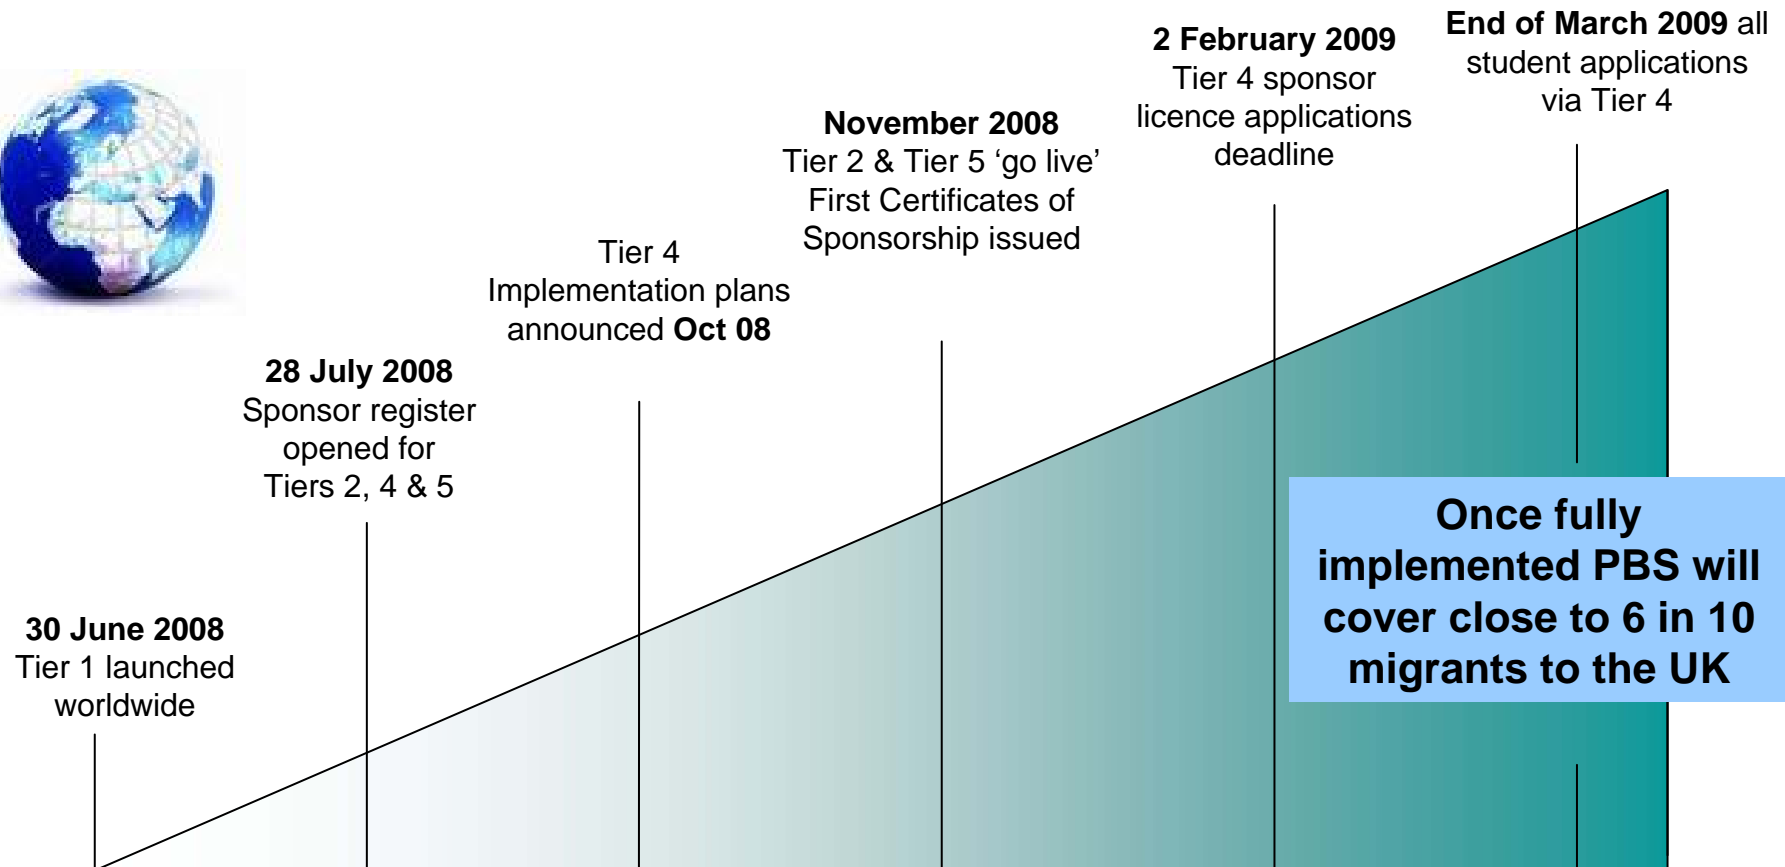 30 June 2008
Tier 1 launched
worldwide
28 July 2008
Sponsor register
opened for
Tiers 2, 4 & 5
Tier 4
Implementation plans
announced Oct 08
November 2008
Tier 2 & Tier 5 ‘go live’
First Certificates of
Sponsorship issued
2 February 2009
Tier 4 sponsor
licence applications
deadline
End of March 2009 all
student applications
via Tier 4
Once fully
implemented PBS will
cover close to 6 in 10
migrants to the UK